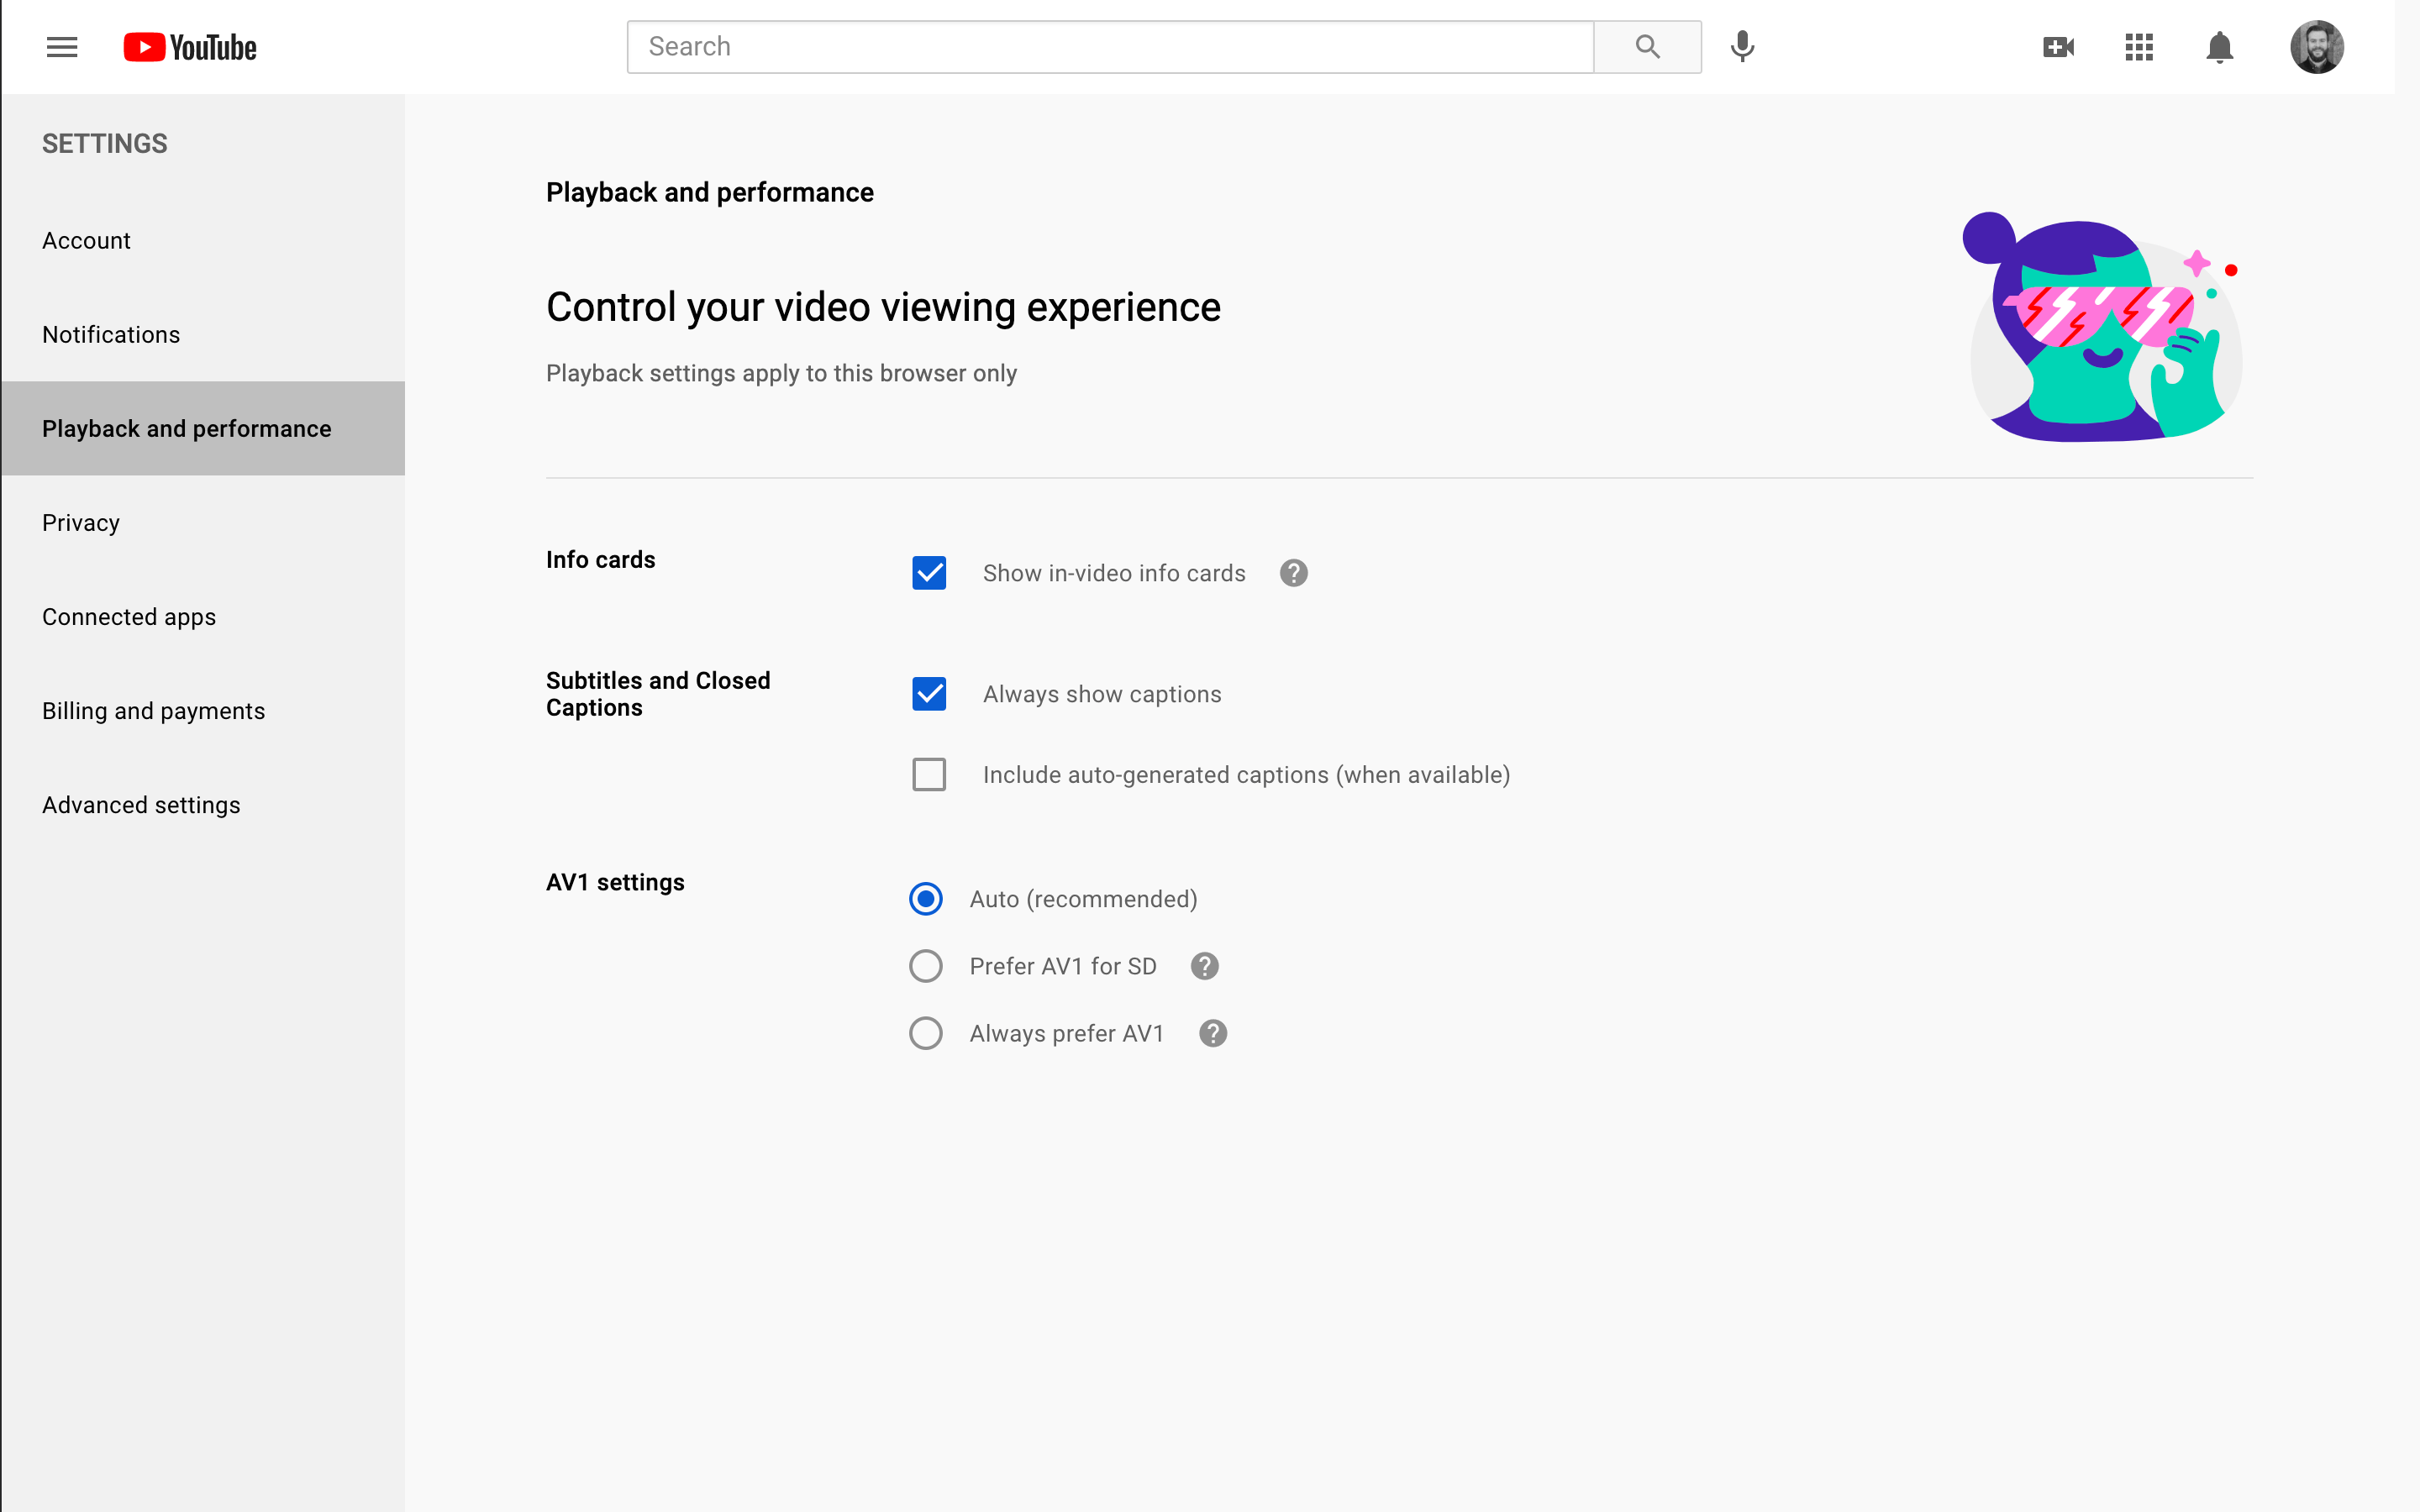 YouTube
Search
SETTINGS
Account
Notifications
Playback and performance
Privacy
Connected apps
Billing and payments
Advanced settings
Playback and performance
Control your video viewing experience
Playback settings apply to this browser only
Info cards
Show in-video info cards ?
Subtitles and Closed
Captions
Always show captions
Include auto-generated captions (when available)
AV1 settings
Auto (recommended)
Prefer AV1 for SD ?
Always prefer AV1 ?